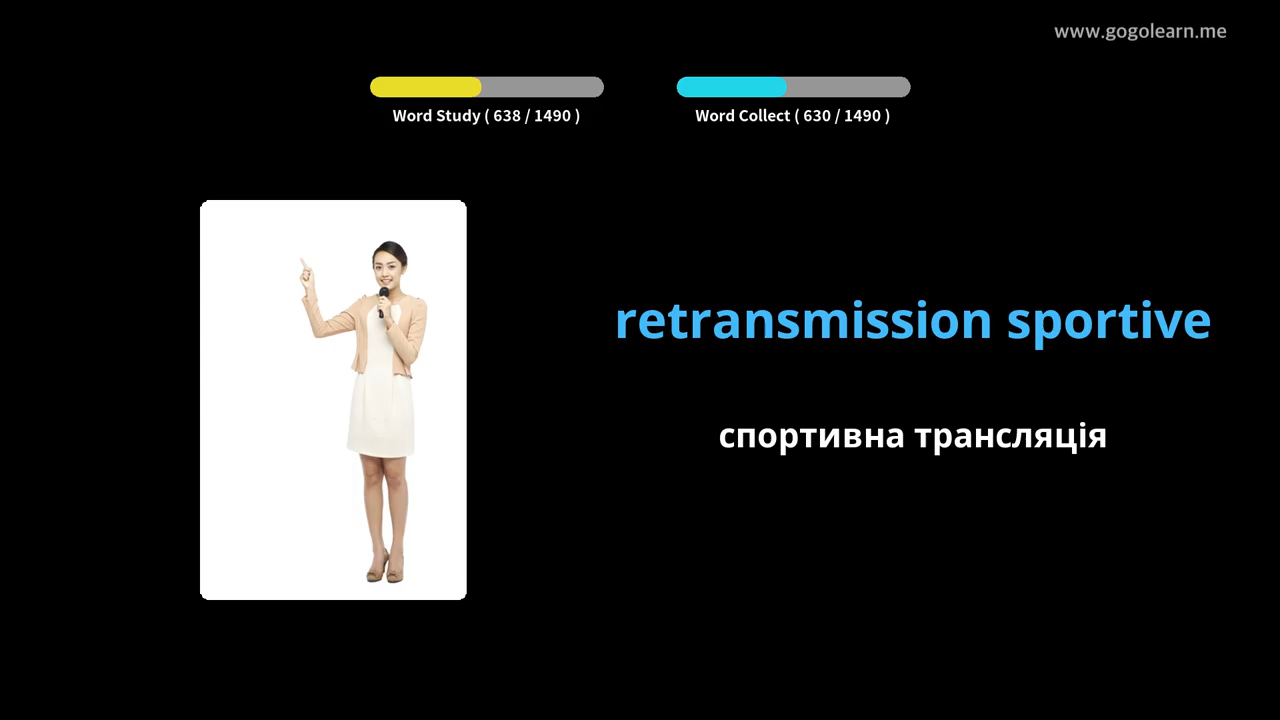 www.gogolearn.me
Word Study ( 638 / 1490 )
Word Collect ( 630 / 1490 )
retransmission sportive
спортивна трансляція